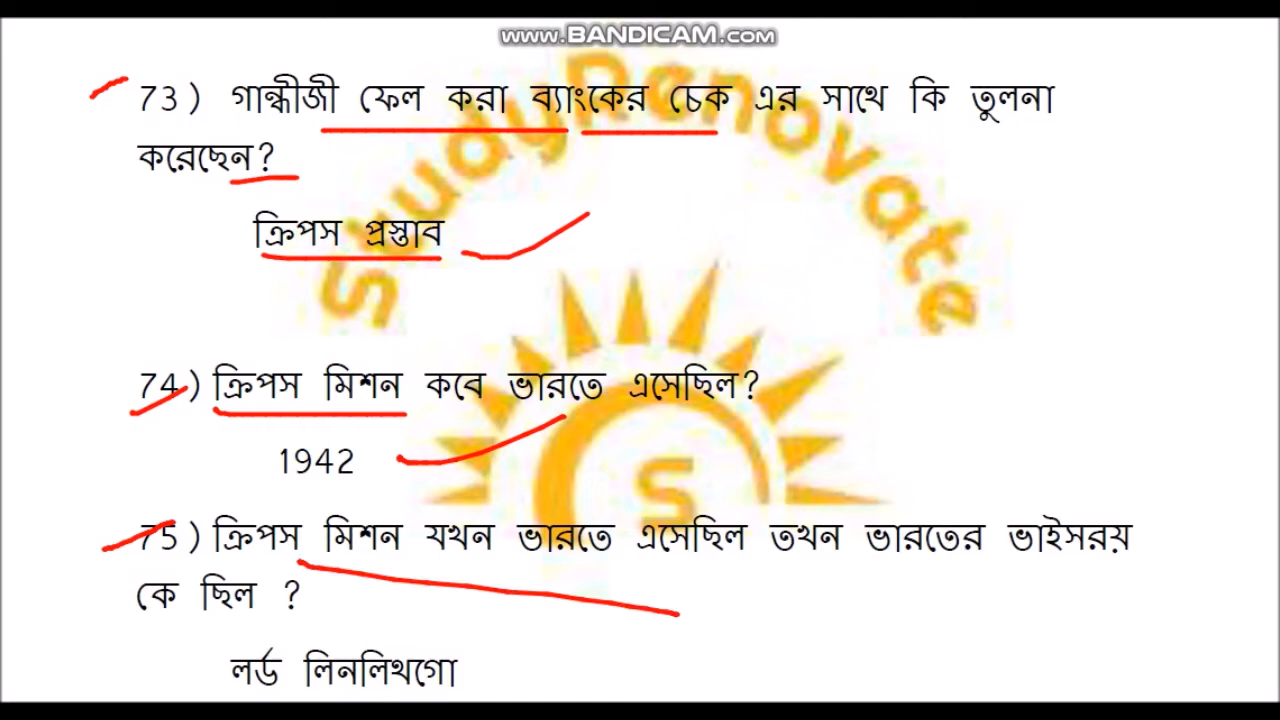 www.BANDICAM.com
73) গান্ধীজী ফেল করা ব্যাংকের চেক এর সাথে কি তুলনা
করেছেন?
ক্রিপস প্রস্তাব
74) ক্রিপস মিশন কবে ভারতে এসেছিল?
1942
75) ক্রিপস মিশন যখন ভারতে এসেছিল তখন ভারতের ভাইসরয়
কে ছিল ?
লর্ড লিনলিথগো
StudyRenovate
S